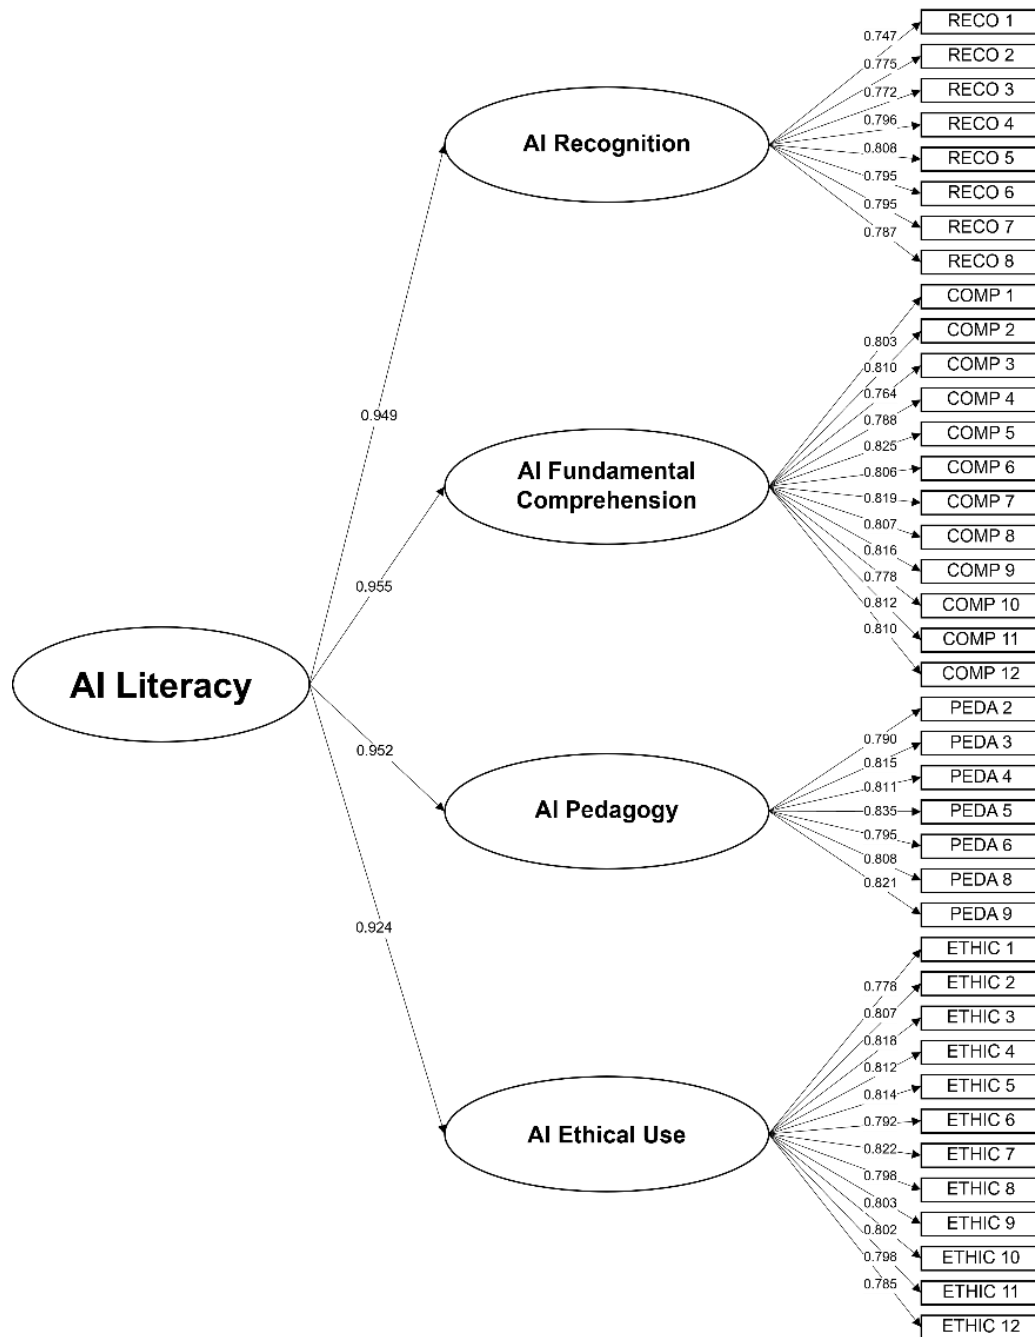 RECO 1
0.747
RECO 2
0.775
RECO 3
0.772
RECO 4
0.796
AI Recognition
RECO 5
0.808
RECO 6
0.795
RECO 7
0.795
RECO 8
0.787
COMP 1
COMP 2
0.803
COMP 3
0.810
COMP 4
0.764
COMP 5
0.788
0.825
COMP 6
AI Fundamental
Comprehension
0.806
COMP 7
0.819
COMP 8
0.807
COMP 9
0.816
COMP 10
0.778
COMP 11
0.812
COMP 12
0.810
0.949
0.955
AI Literacy
0.952
0.924
PEDA 2
0.790
PEDA 3
0.815
PEDA 4
0.811
AI Pedagogy
PEDA 5
0.835
PEDA 6
0.795
PEDA 8
0.808
PEDA 9
0.821
ETHIC 1
ETHIC 2
0.778
ETHIC 3
0.807
ETHIC 4
0.818
ETHIC 5
0.812
0.814
ETHIC 6
AI Ethical Use
0.792
ETHIC 7
0.822
ETHIC 8
0.798
ETHIC 9
0.803
ETHIC 10
0.802
ETHIC 11
0.798
ETHIC 12
0.785